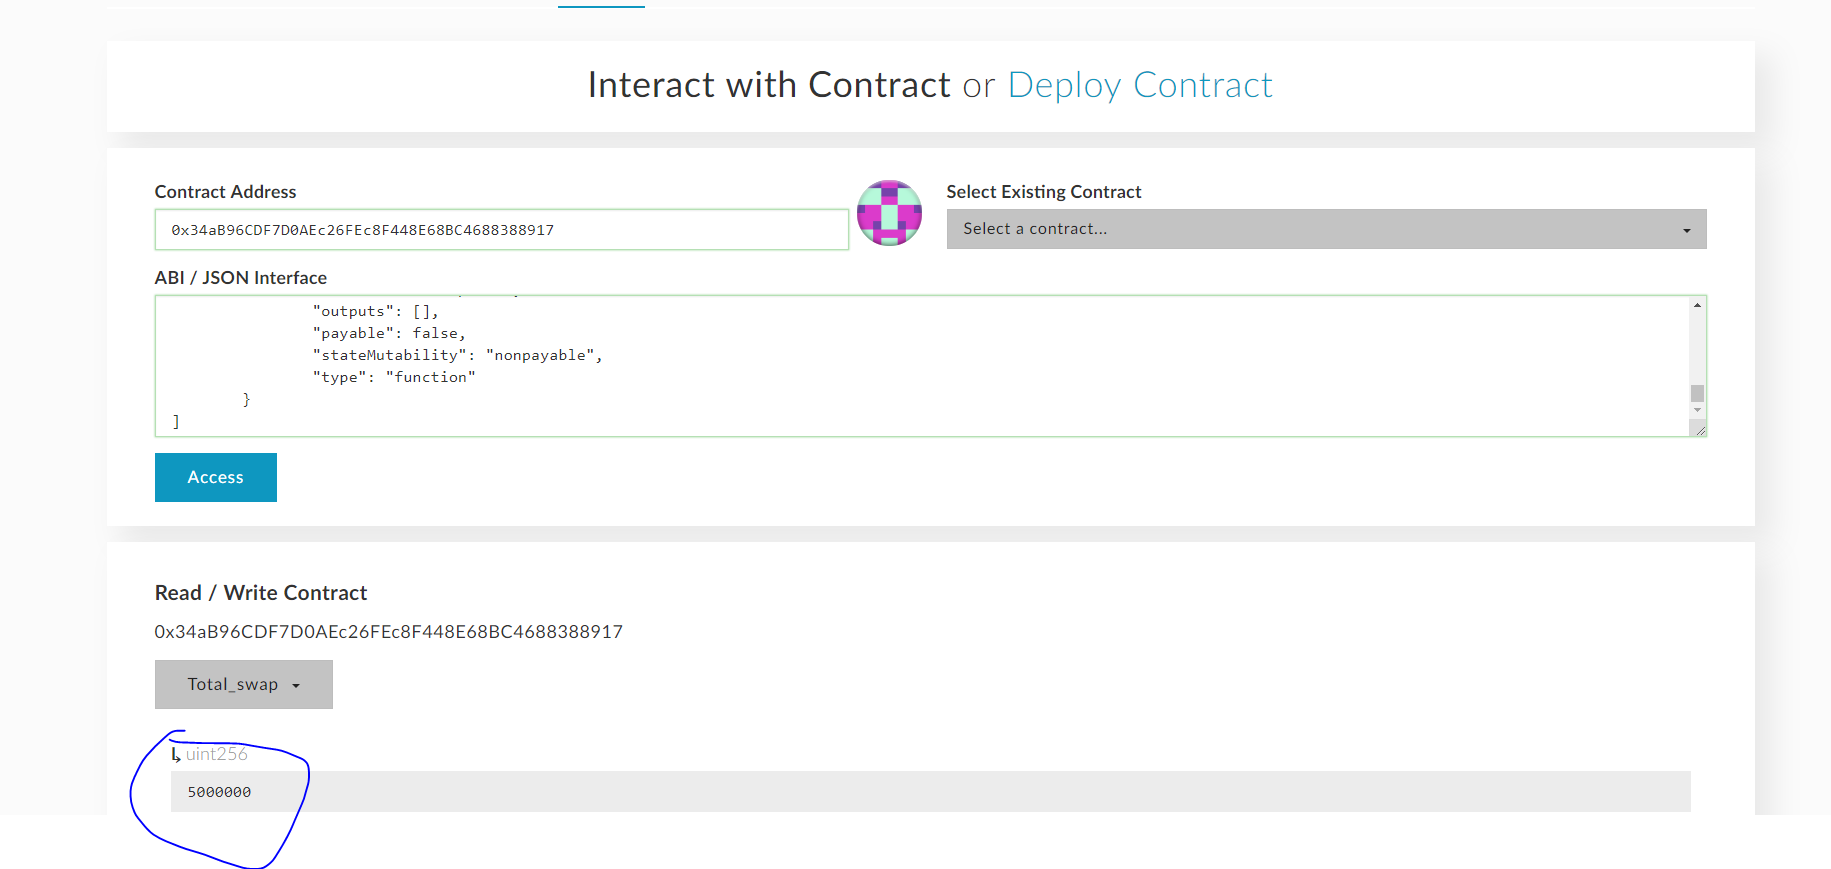 Interact with Contract or Deploy Contract
Contract Address
Select Existing Contract
0x34aB96CDF7D0AEc26FEc8F448E68BC4688388917
Select a contract...
ABI / JSON Interface
"outputs": [],
"payable": false,
"stateMutability": "nonpayable",
"type": "function"
}
]
Access
Read / Write Contract
0x34aB96CDF7D0AEc26FEc8F448E68BC4688388917
Total_swap
↳ uint256
5000000